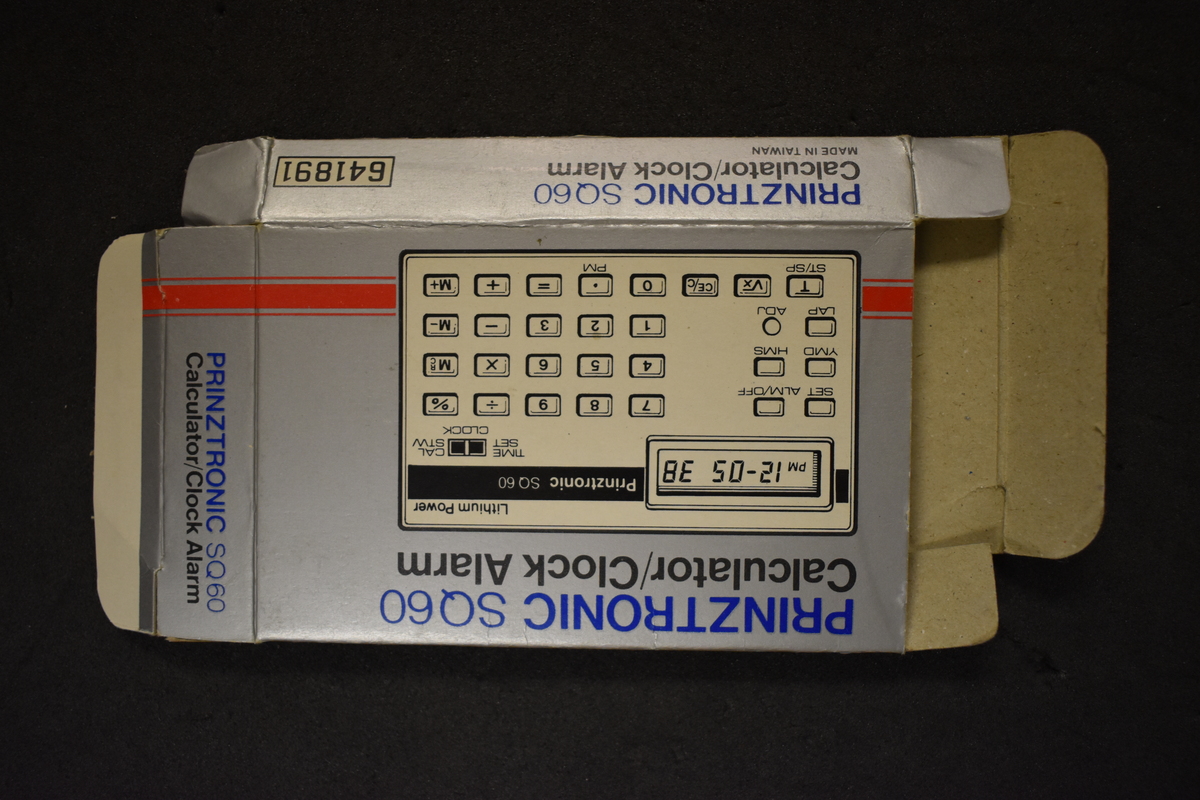 PRINZTRONIC SQ60
Calculator/Clock Alarm
Lithium Power
Prinztronic SQ 60
PM 12-05 38
TIME CAL
SET STW
CLOCK
7 8 9 ÷ %
SET ALM/OFF
4 5 6 × MRC
YMD HMS
1 2 3 − M−
LAP ADJ
T √x CE/C 0 • = + M+
ST/SP PM
PRINZTRONIC SQ60
Calculator/Clock Alarm
MADE IN TAIWAN
641891
PRINZTRONIC SQ60
Calculator/Clock Alarm